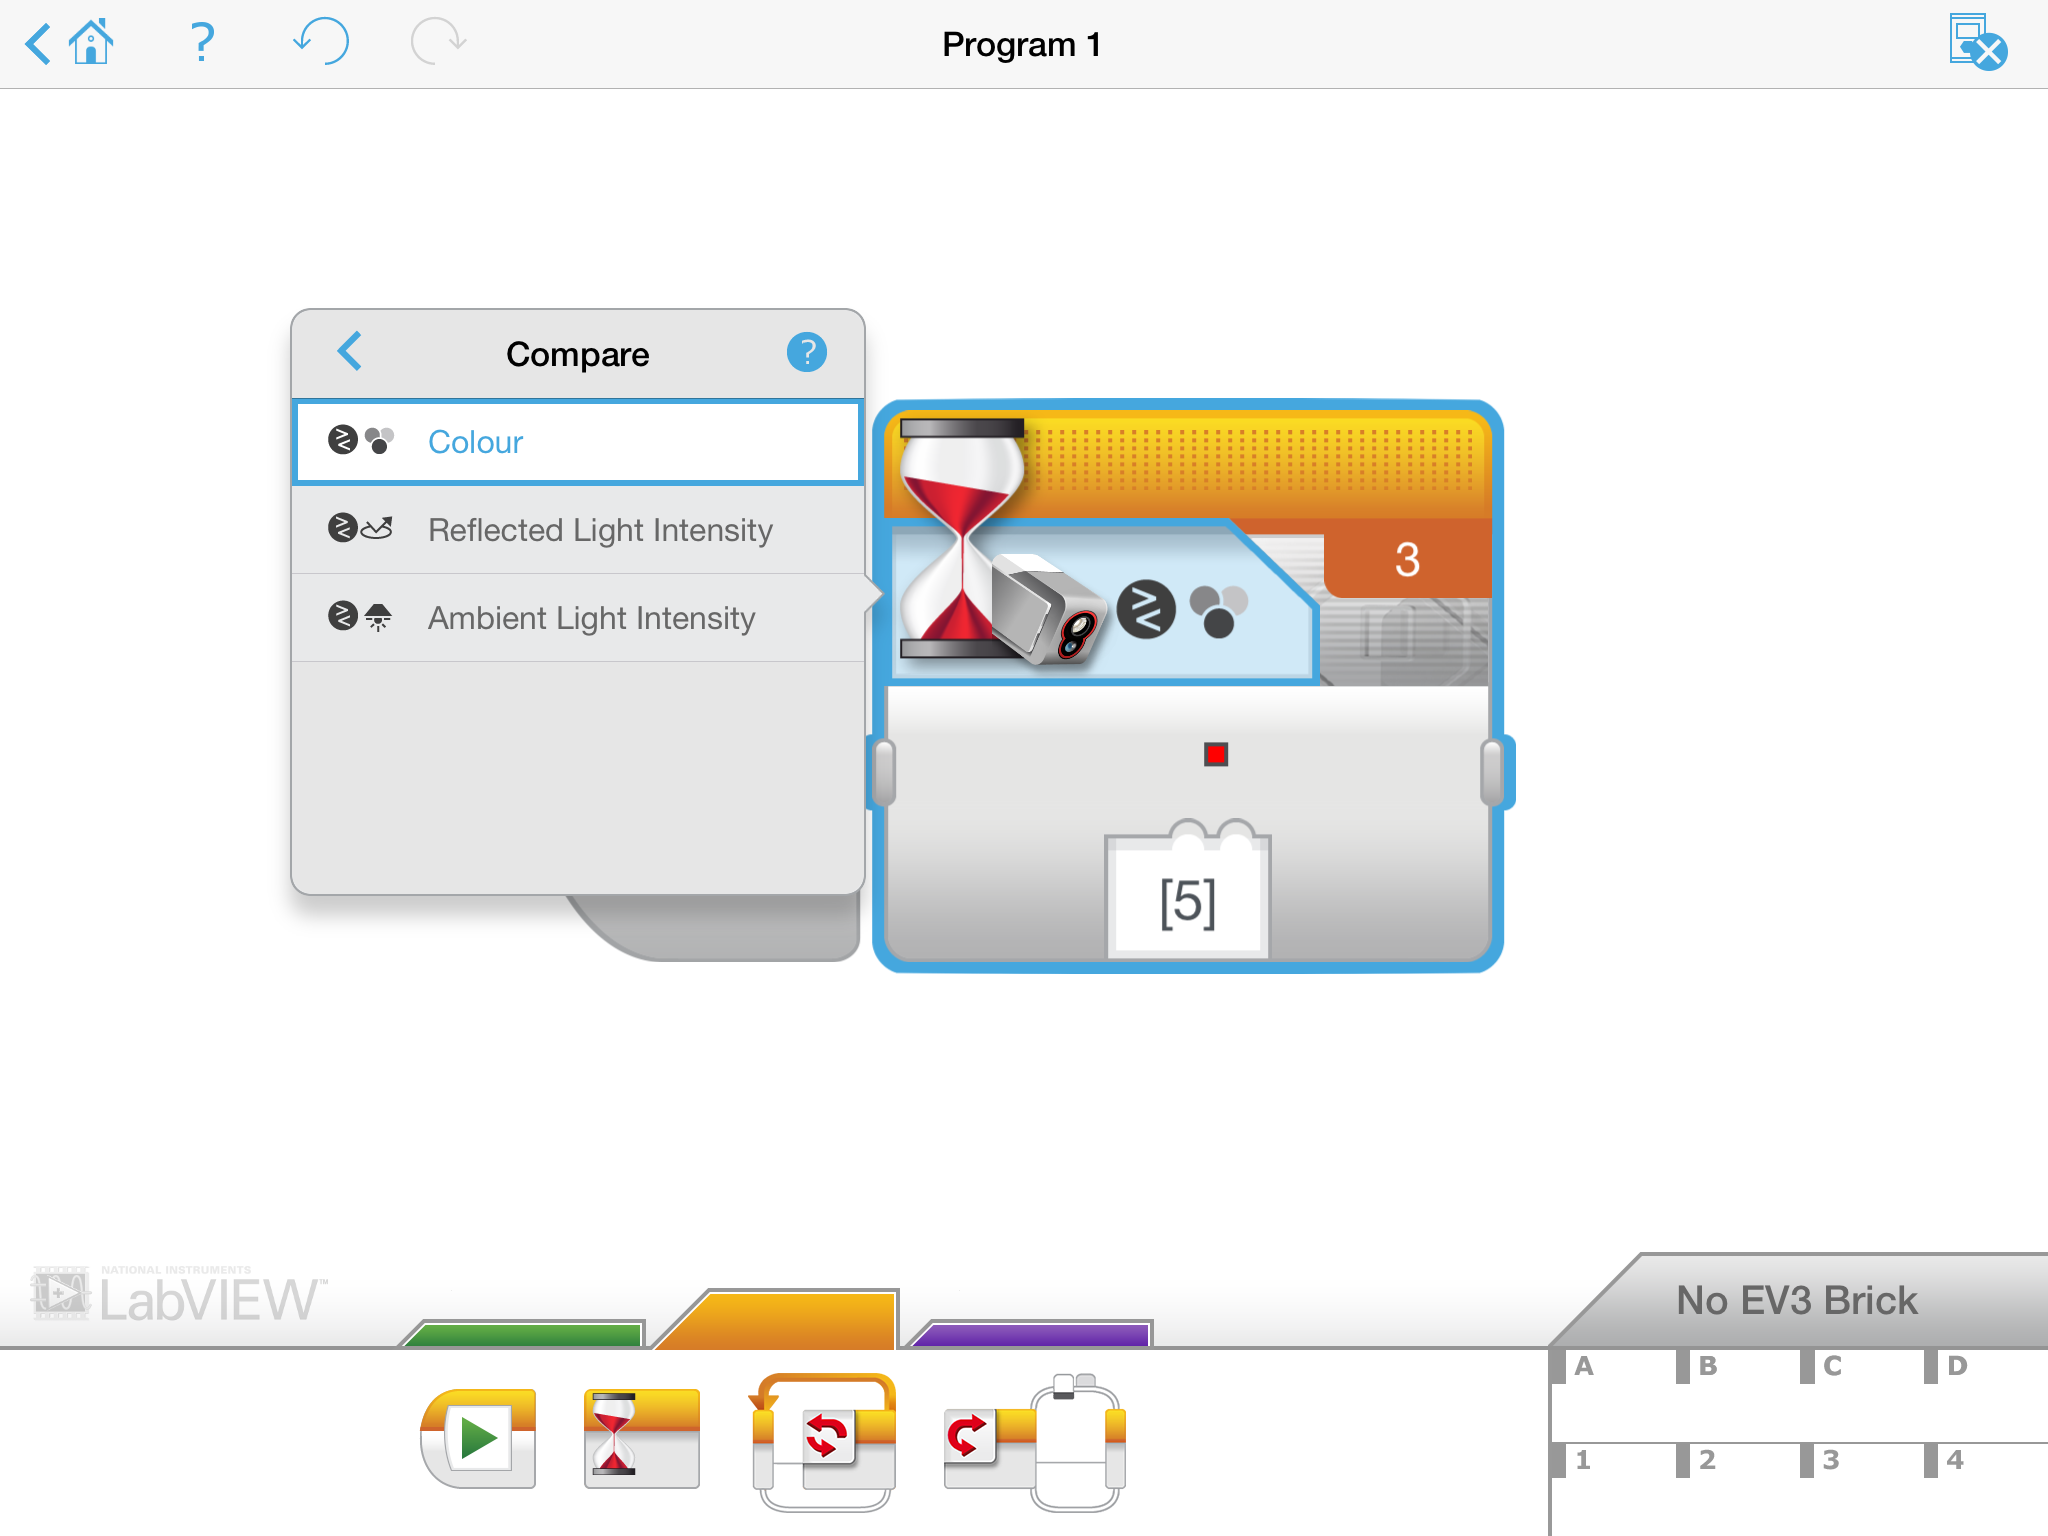 ?
Program 1
Compare
?
Colour
Reflected Light Intensity
Ambient Light Intensity
3
[5]
NATIONAL INSTRUMENTS
LabVIEW™
No EV3 Brick
A B C D
1 2 3 4